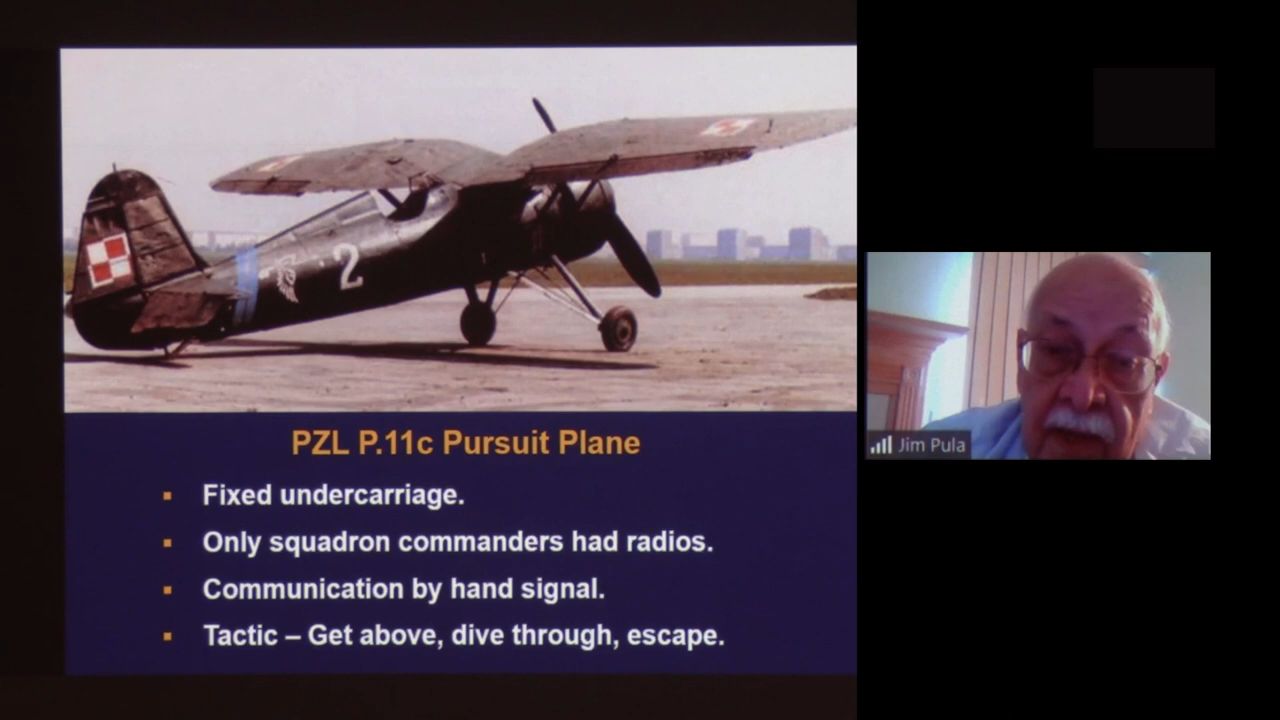 2
PZL P.11c Pursuit Plane
Fixed undercarriage.
Only squadron commanders had radios.
Communication by hand signal.
Tactic – Get above, dive through, escape.
Jim Pula